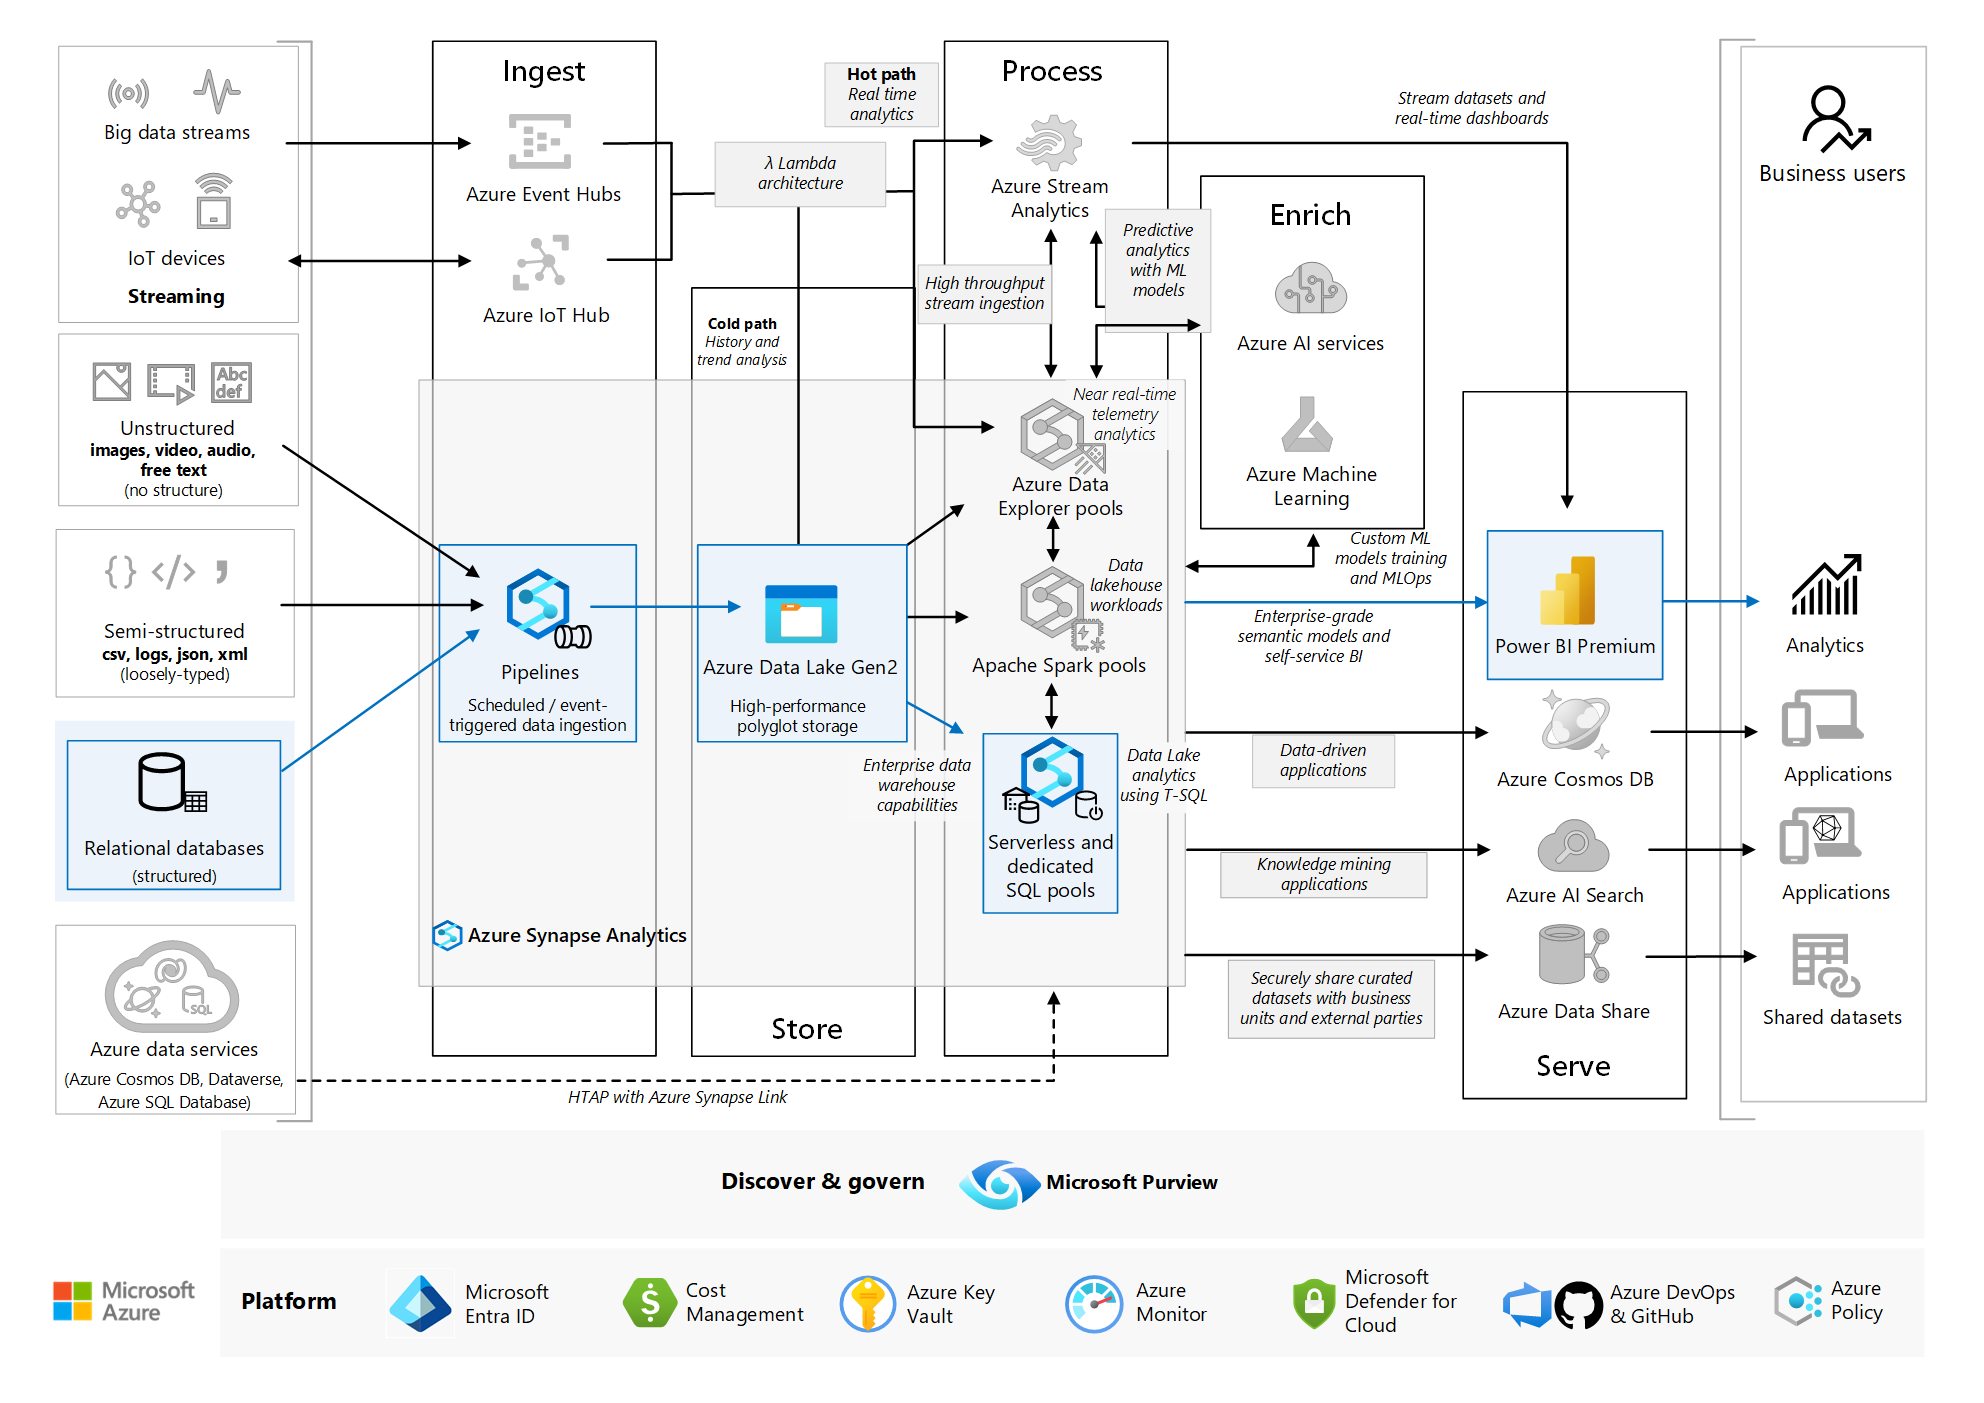 Big data streams
IoT devices
Streaming
Abc
def
Unstructured
images, video, audio,
free text
(no structure)
{ } </> ,
Semi-structured
csv, logs, json, xml
(loosely-typed)
Relational databases
(structured)
SQL
Azure data services
(Azure Cosmos DB, Dataverse,
Azure SQL Database)
Ingest
Azure Event Hubs
Azure IoT Hub
Pipelines
Scheduled / event-
triggered data ingestion
Azure Synapse Analytics
λ Lambda
architecture
Hot path
Real time
analytics
Cold path
History and
trend analysis
Azure Data Lake Gen2
High-performance
polyglot storage
Store
HTAP with Azure Synapse Link
Process
Azure Stream
Analytics
High throughput
stream ingestion
Predictive
analytics
with ML
models
Near real-time
telemetry
analytics
Azure Data
Explorer pools
Data
lakehouse
workloads
Apache Spark pools
Enterprise data
warehouse
capabilities
Data Lake
analytics
using T-SQL
Serverless and
dedicated
SQL pools
Enrich
Azure AI services
Azure Machine
Learning
Stream datasets and
real-time dashboards
Custom ML
models training
and MLOps
Enterprise-grade
semantic models and
self-service BI
Data-driven
applications
Knowledge mining
applications
Securely share curated
datasets with business
units and external parties
Power BI Premium
Azure Cosmos DB
Azure AI Search
Azure Data Share
Serve
Business users
Analytics
Applications
Applications
Shared datasets
Discover & govern
Microsoft Purview
Microsoft
Azure
Platform
Microsoft
Entra ID
$
Cost
Management
Azure Key
Vault
Azure
Monitor
Microsoft
Defender for
Cloud
Azure DevOps
& GitHub
Azure
Policy